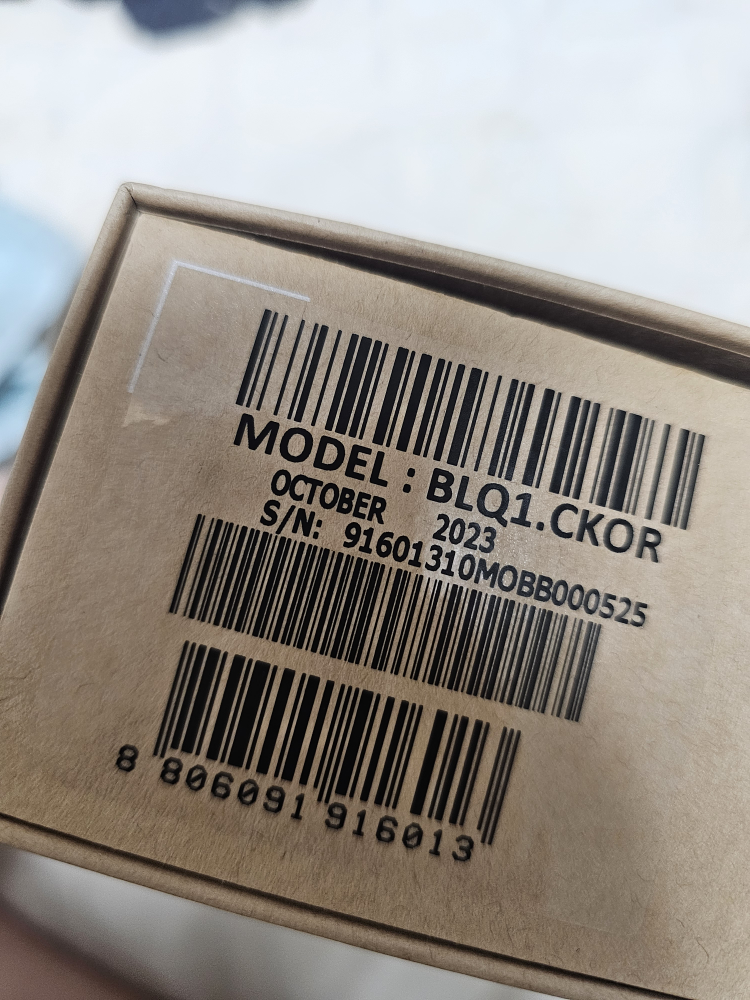 MODEL : BLQ1.CKOR
OCTOBER 2023
S/N: 91601310MOBB000525
8 806091 916013